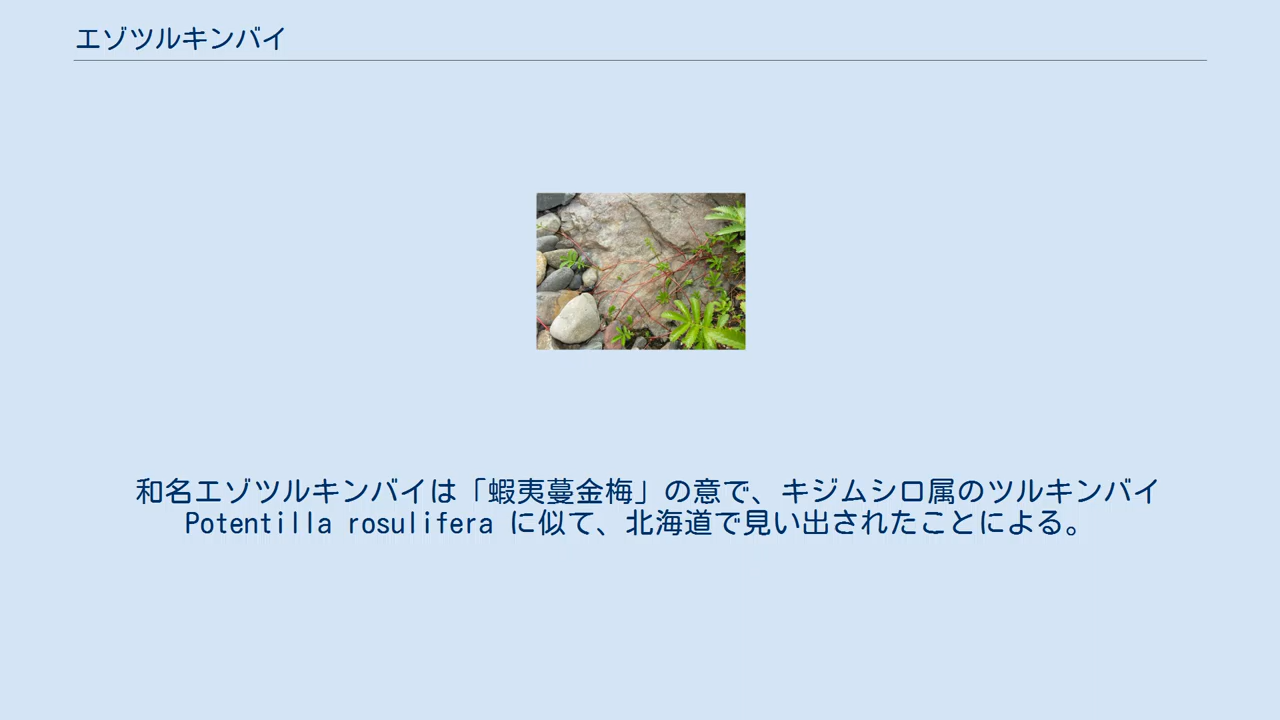 エゾツルキンバイ
和名エゾツルキンバイは「蝦夷蔓金梅」の意で、キジムシロ属のツルキンバイ
Potentilla rosulifera に似て、北海道で見い出されたことによる。